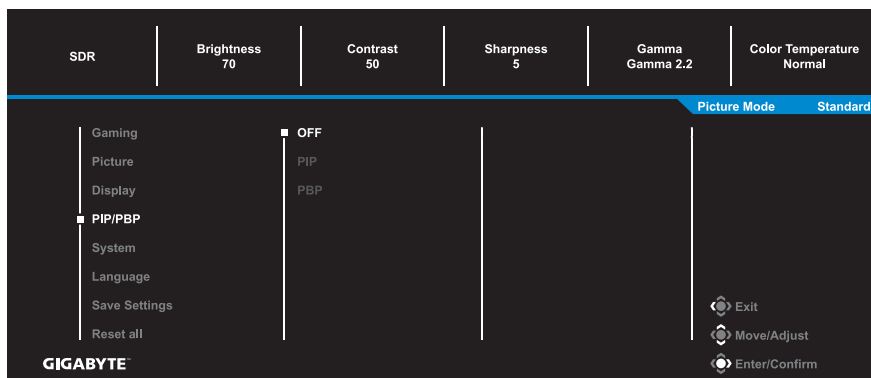 SDR
Brightness
70
Contrast
50
Sharpness
5
Gamma
Gamma 2.2
Color Temperature
Normal
Picture Mode Standard
Gaming
Picture
Display
PIP/PBP
System
Language
Save Settings
Reset all
OFF
PIP
PBP
Exit
Move/Adjust
Enter/Confirm
GIGABYTE™